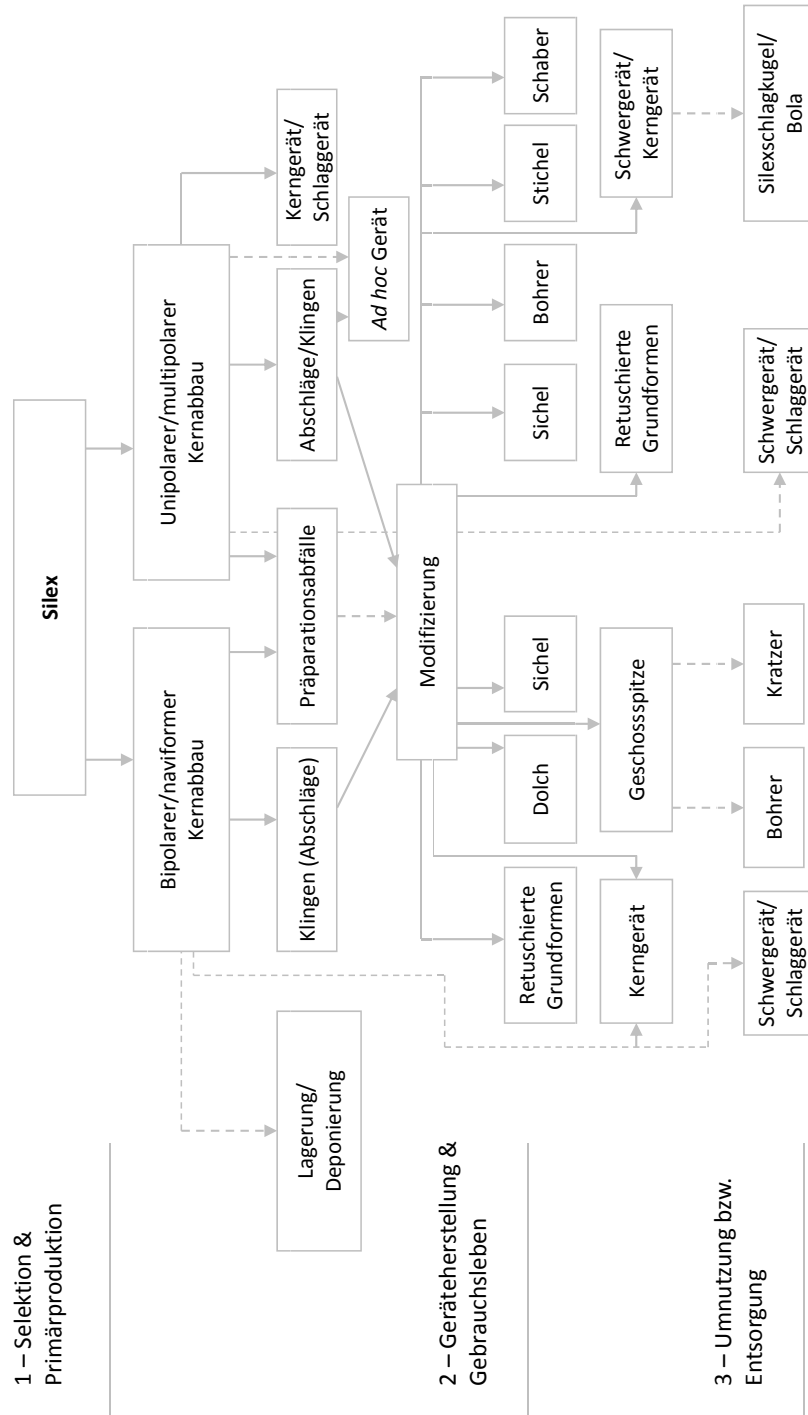 Silex
1 – Selektion &
Primärproduktion
Bipolarer/naviformer
Kernabbau
Unipolarer/multipolarer
Kernabbau
Lagerung/
Deponierung
Klingen (Abschläge)
Präparationsabfälle
Abschläge/Klingen
Kerngerät/
Schlaggerät
Ad hoc Gerät
Modifizierung
2 – Geräteherstellung &
Gebrauchsleben
Retuschierte
Grundformen
Dolch
Sichel
Sichel
Bohrer
Stichel
Schaber
Kerngerät
Geschossspitze
Retuschierte
Grundformen
Schwergerät/
Kerngerät
3 – Umnutzung bzw.
Entsorgung
Schwergerät/
Schlaggerät
Bohrer
Kratzer
Schwergerät/
Schlaggerät
Silexschlagkugel/
Bola